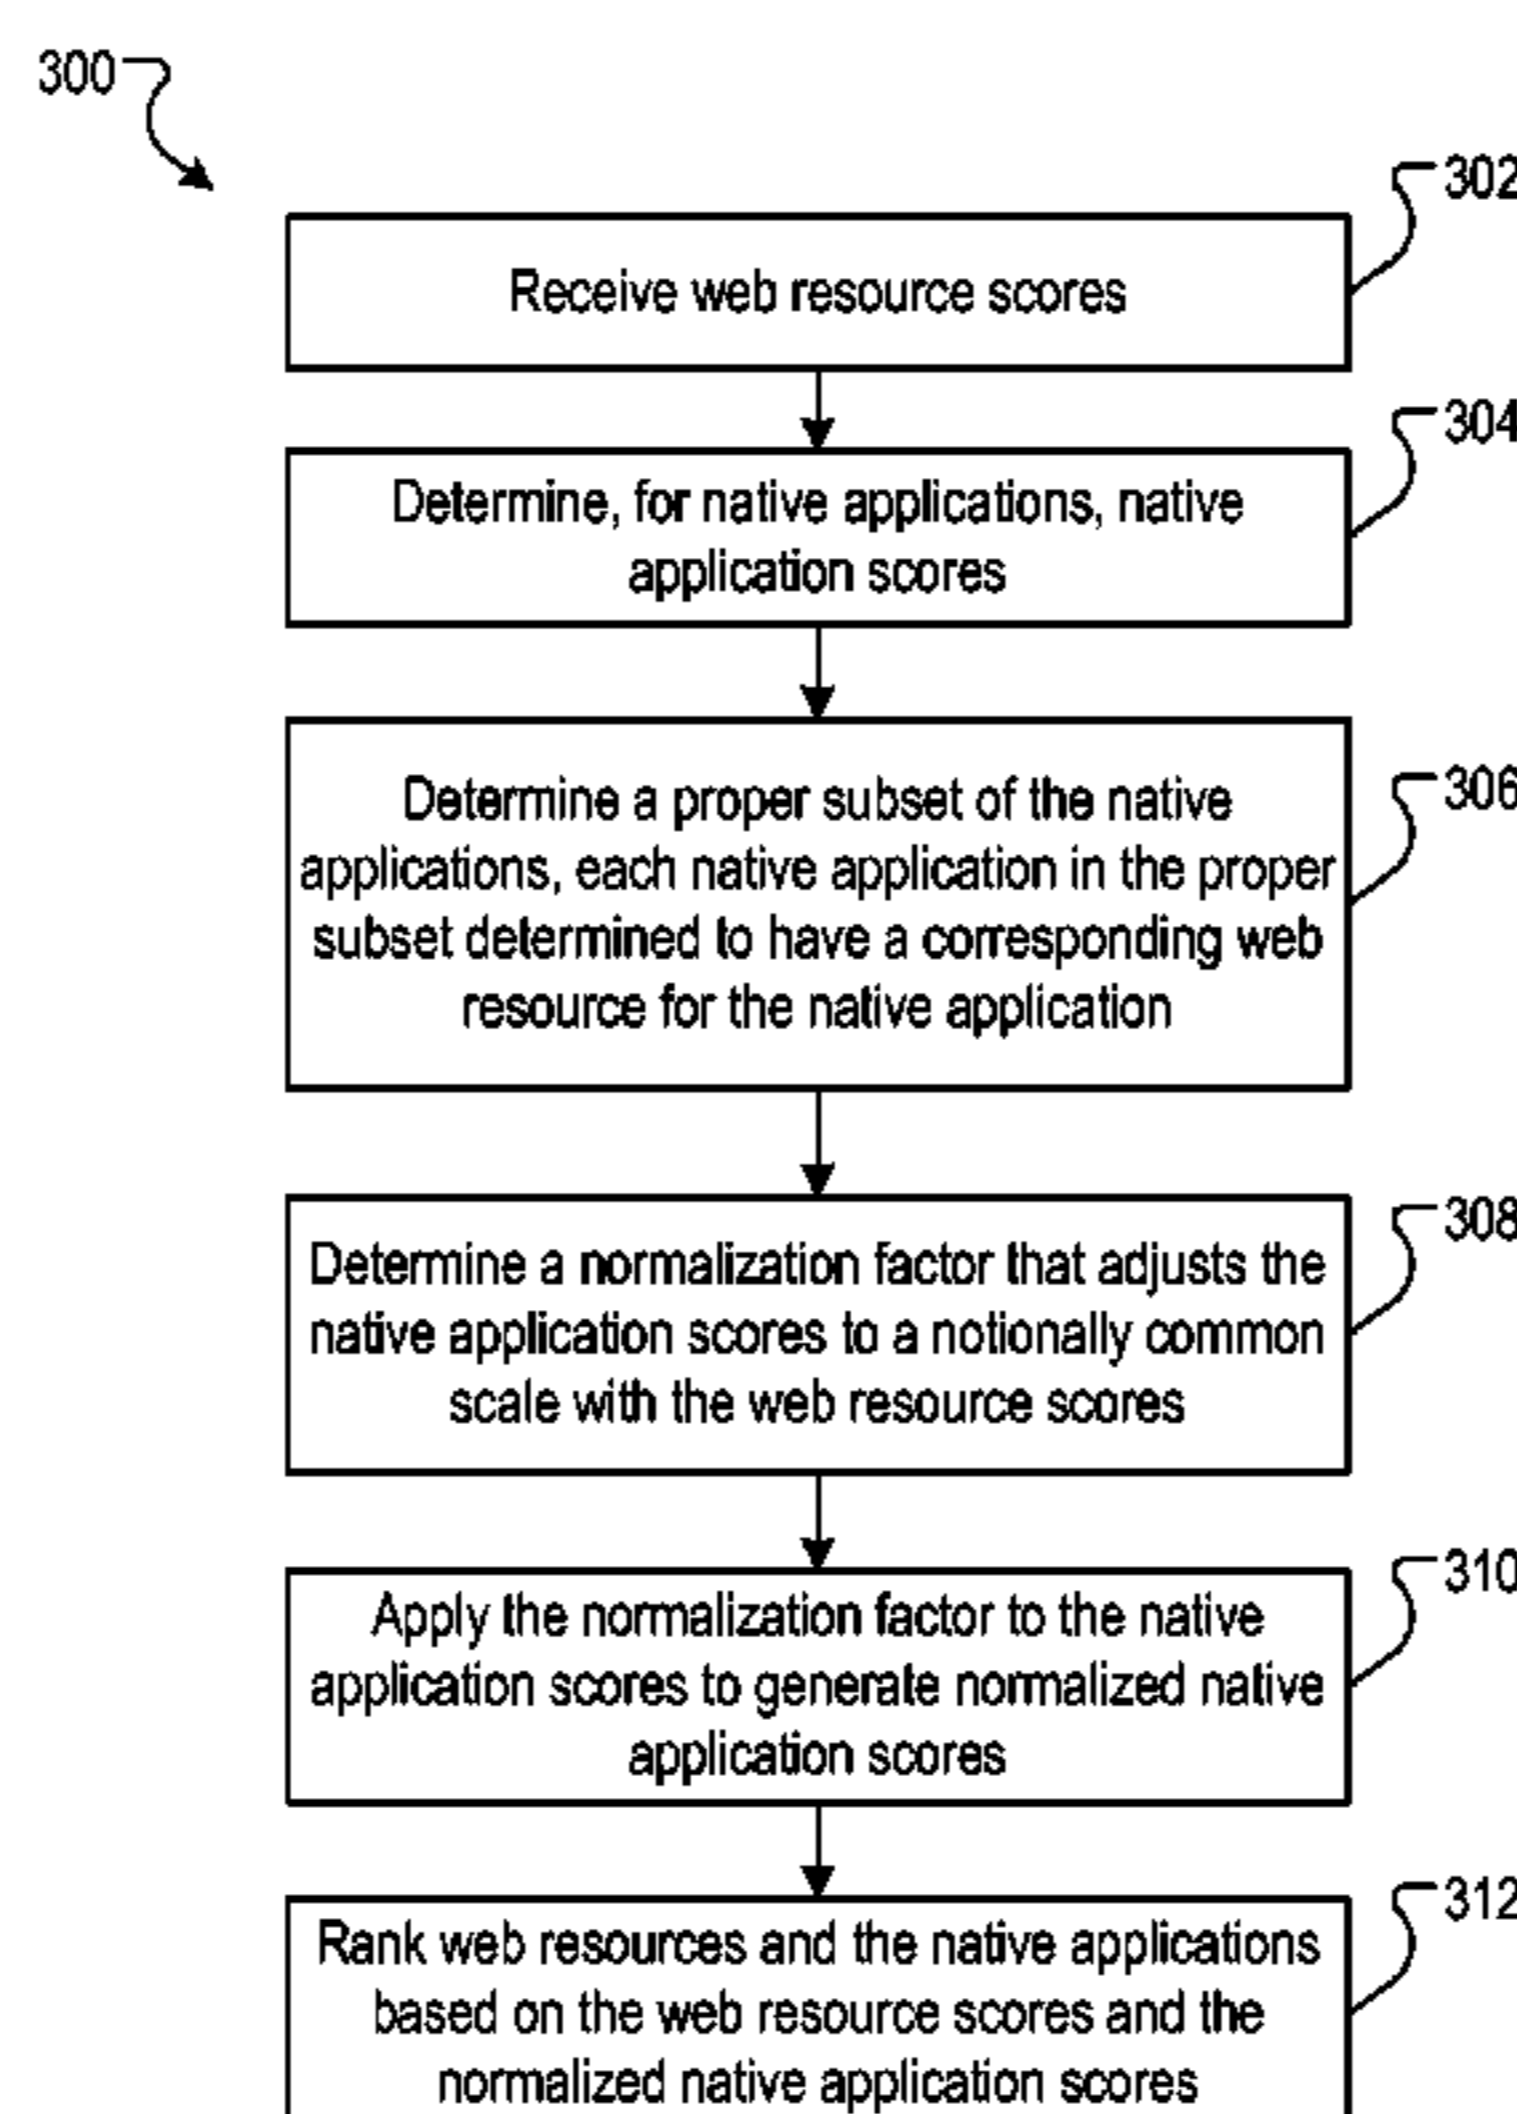 300
302
Receive web resource scores
304
Determine, for native applications, native
application scores
306
Determine a proper subset of the native
applications, each native application in the proper
subset determined to have a corresponding web
resource for the native application
308
Determine a normalization factor that adjusts the
native application scores to a notionally common
scale with the web resource scores
310
Apply the normalization factor to the native
application scores to generate normalized native
application scores
312
Rank web resources and the native applications
based on the web resource scores and the
normalized native application scores